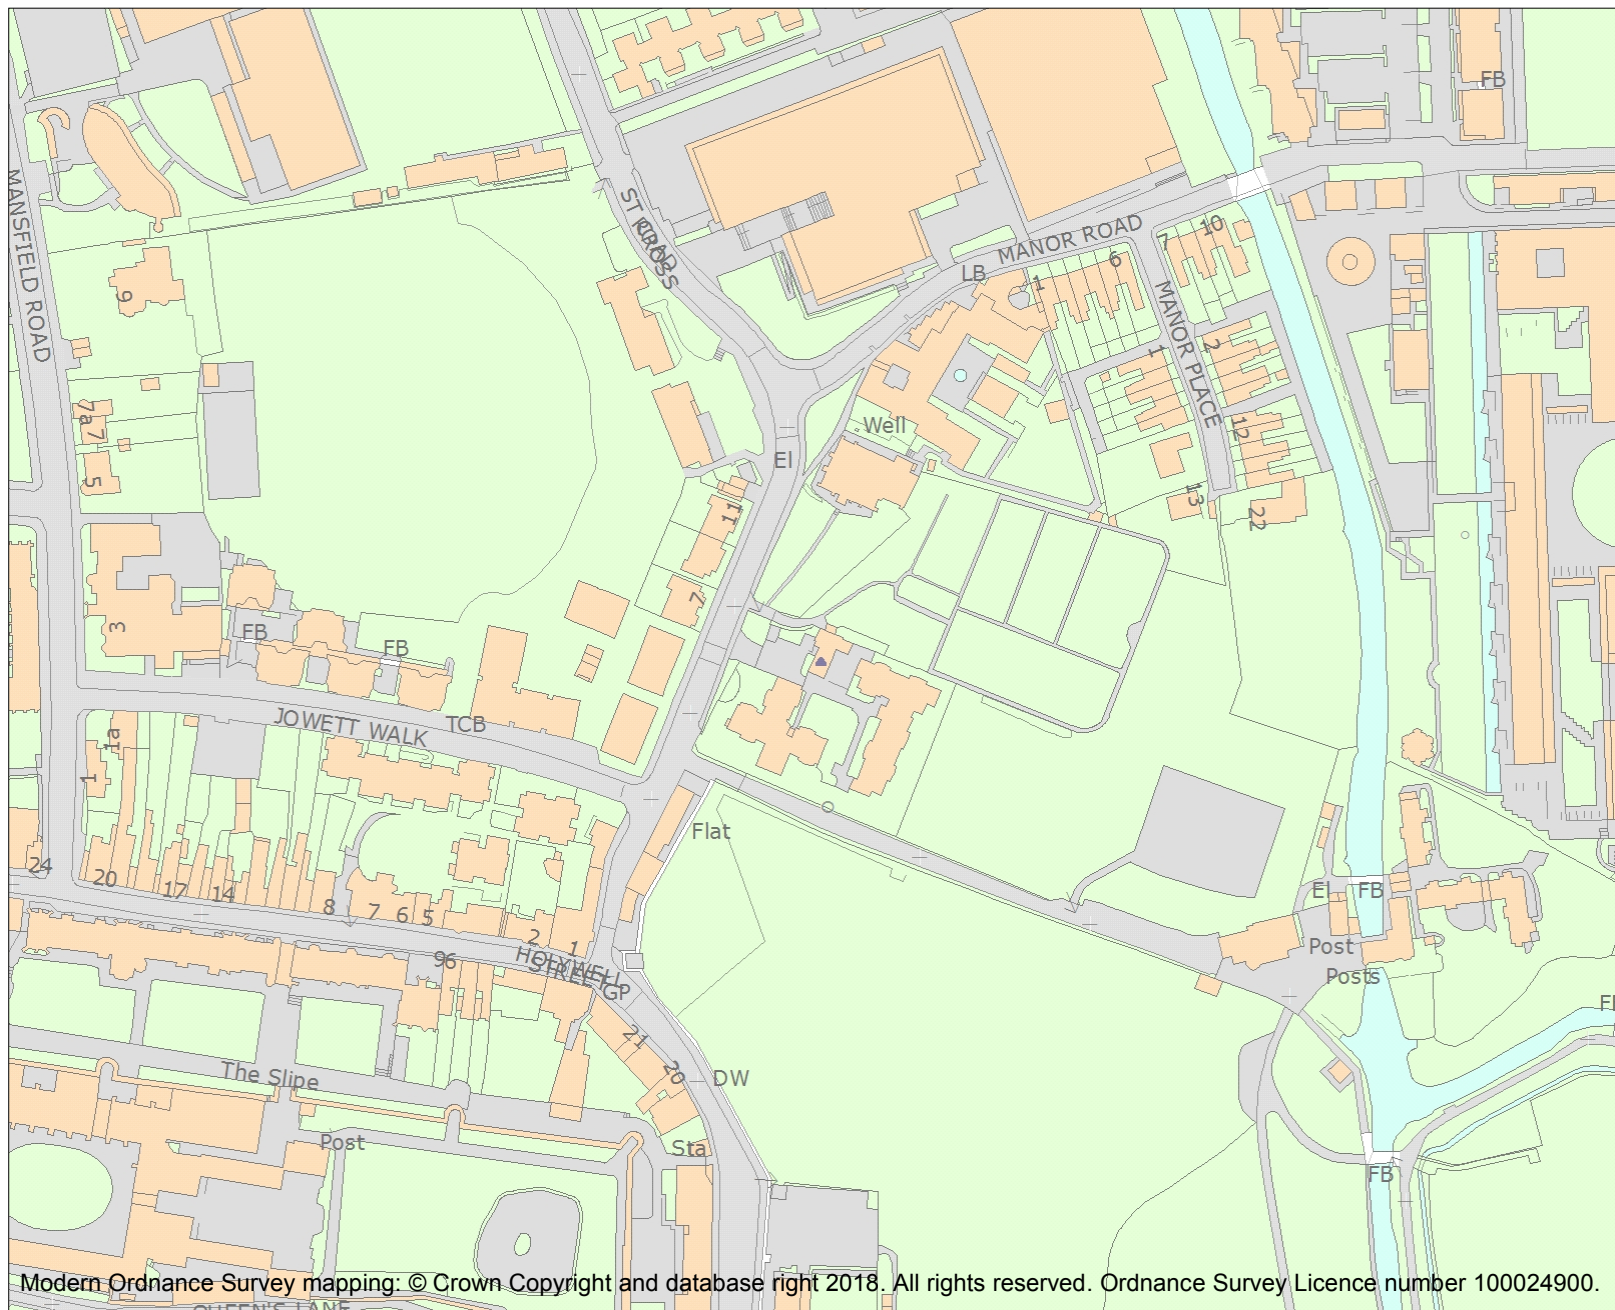 FB
MANSFIELD ROAD
ST CROSS
ROAD
MANOR ROAD
7
10
LB
1
6
9
MANOR PLACE
1
2
7a
7
Well
12
El
5
13
11
22
7
3
FB
FB
JOWETT WALK
TCB
1a
1
Flat
24
20
17
14
8
7
6
5
El
FB
2
1
96
HOLYWELL
STREET
GP
Post
Posts
21
The Slipe
20
DW
Post
Sta
FB
Modern Ordnance Survey mapping: © Crown Copyright and database right 2018. All rights reserved. Ordnance Survey Licence number 100024900.
QUEEN'S LANE